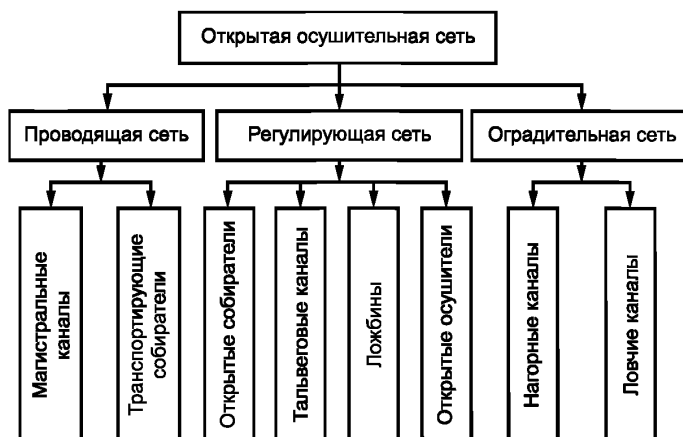 Открытая осушительная сеть
Проводящая сеть
Регулирующая сеть
Оградительная сеть
Магистральные
каналы
Транспортирующие
собиратели
Открытые собиратели
Тальвеговые каналы
Ложбины
Открытые осушители
Нагорные каналы
Ловчие каналы